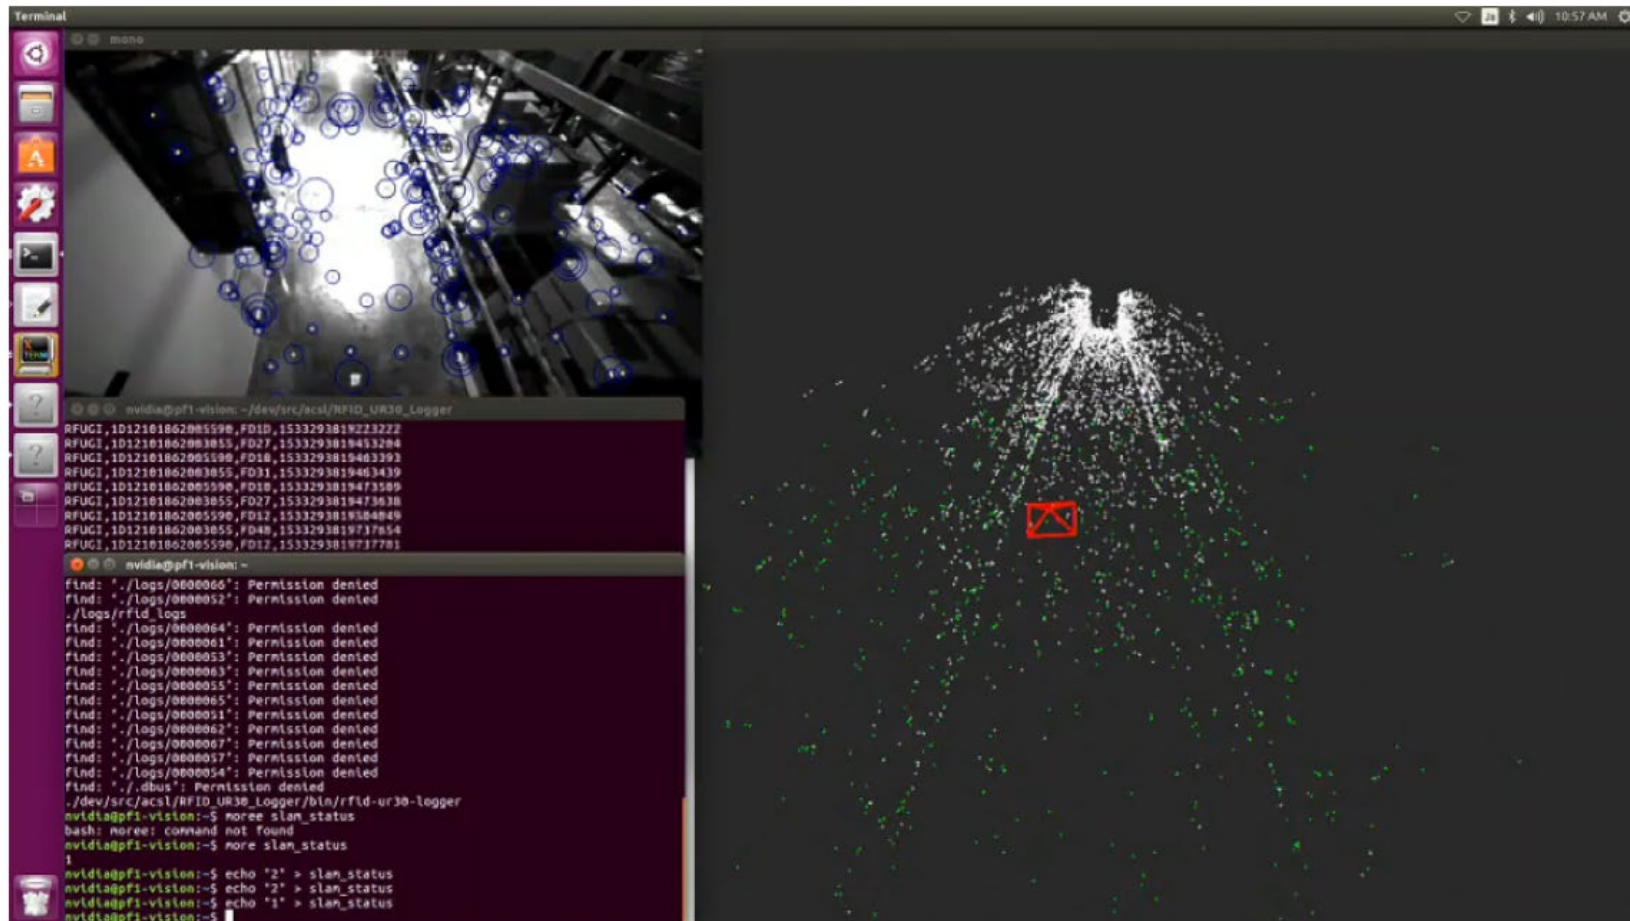 Terminal
Ja
10:57 AM
mono
nvidia@pf1-vision: ~/dev/src/acsl/RFID_UR30_Logger
RFUGI,1D12101862005590,FD1D,1533293819223222
RFUGI,1D12101862003055,FD27,1533293819453204
RFUGI,1D12101862005590,FD18,1533293819463393
RFUGI,1D12101862003055,FD31,1533293819463439
RFUGI,1D12101862005590,FD18,1533293819473589
RFUGI,1D12101862003055,FD27,1533293819473638
RFUGI,1D12101862005590,FD12,
RFUGI,1D12101862003055,FD4B,1533293819737654
RFUGI,1D12101862005590,FD12,1533293819737701
nvidia@pf1-vision: ~
find: './logs/0000066': Permission denied
find: './logs/0000052': Permission denied
./logs/rfid_logs
find: './logs/0000064': Permission denied
find: './logs/0000061': Permission denied
find: './logs/0000053': Permission denied
find: './logs/0000063': Permission denied
find: './logs/0000055': Permission denied
find: './logs/0000065': Permission denied
find: './logs/0000051': Permission denied
find: './logs/0000062': Permission denied
find: './logs/0000067': Permission denied
find: './logs/0000057': Permission denied
find: './logs/0000054': Permission denied
find: './.dbus': Permission denied
./dev/src/acsl/RFID_UR30_Logger/bin/rfid-ur30-logger
nvidia@pf1-vision:~$ moree slam_status
bash: moree: command not found
nvidia@pf1-vision:~$ more slam_status
1
nvidia@pf1-vision:~$ echo "2" > slam_status
nvidia@pf1-vision:~$ echo "2" > slam_status
nvidia@pf1-vision:~$ echo "1" > slam_status
nvidia@pf1-vision:~$